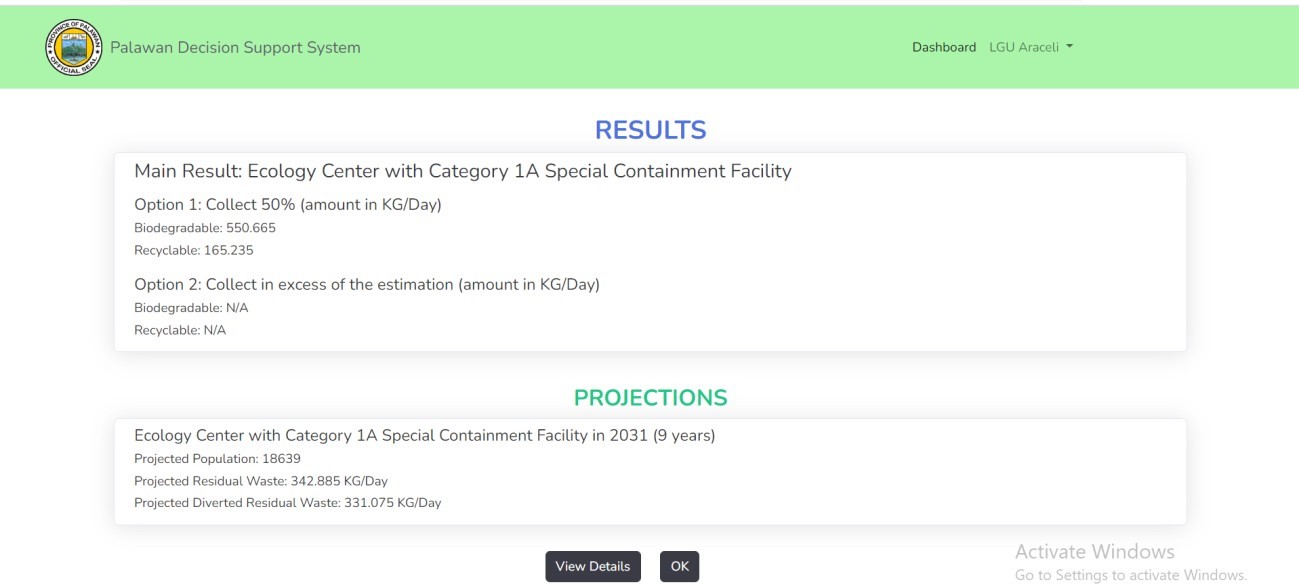 PROVINCE OF PALAWAN
OFFICIAL SEAL
Palawan Decision Support System
Dashboard LGU Araceli
RESULTS
Main Result: Ecology Center with Category 1A Special Containment Facility
Option 1: Collect 50% (amount in KG/Day)
Biodegradable: 550.665
Recyclable: 165.235
Option 2: Collect in excess of the estimation (amount in KG/Day)
Biodegradable: N/A
Recyclable: N/A
PROJECTIONS
Ecology Center with Category 1A Special Containment Facility in 2031 (9 years)
Projected Population: 18639
Projected Residual Waste: 342.885 KG/Day
Projected Diverted Residual Waste: 331.075 KG/Day
View Details OK
Activate Windows
Go to Settings to activate Windows.